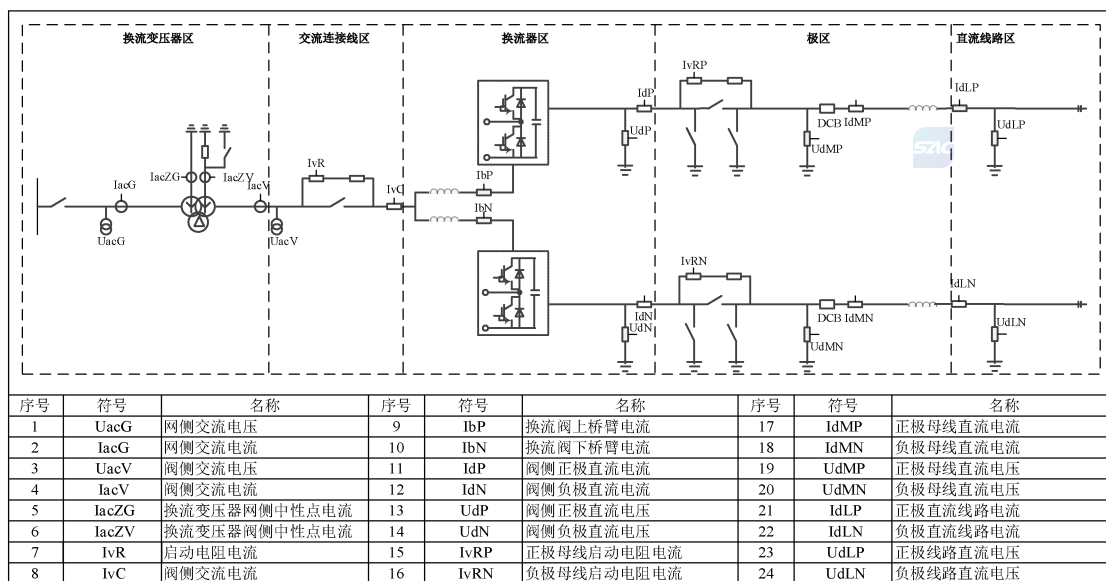 换流变压器区 交流连接线区 换流器区 极区 直流线路区
IvRP
IdP
IdLP
UdP
DCB IdMP
UdLP
UdMP
SAC
IvR
IacZG IacZV
IacG
IacV
IvC
IbP
IbN
UacG
UacV
IvRN
IdLN
IdN
UdN
DCB IdMN
UdLN
UdMN
序号 符号 名称 序号 符号 名称 序号 符号 名称
1 UacG 网侧交流电压 9 IbP 换流阀上桥臂电流 17 IdMP 正极母线直流电流
2 IacG 网侧交流电流 10 IbN 换流阀下桥臂电流 18 IdMN 负极母线直流电流
3 UacV 阀侧交流电压 11 IdP 阀侧正极直流电流 19 UdMP 正极母线直流电压
4 IacV 阀侧交流电流 12 IdN 阀侧负极直流电流 20 UdMN 负极母线直流电压
5 IacZG 换流变压器网侧中性点电流 13 UdP 阀侧正极直流电压 21 IdLP 正极直流线路电流
6 IacZV 换流变压器阀侧中性点电流 14 UdN 阀侧负极直流电压 22 IdLN 负极直流线路电流
7 IvR 启动电阻电流 15 IvRP 正极母线启动电阻电流 23 UdLP 正极线路直流电压
8 IvC 阀侧交流电流 16 IvRN 负极母线启动电阻电流 24 UdLN 负极线路直流电压